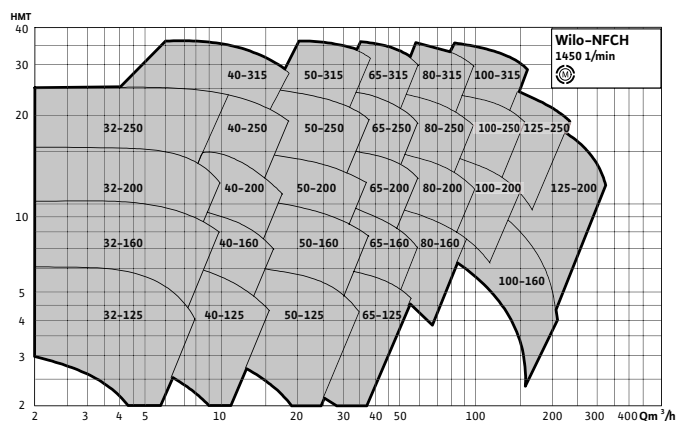 HMT
40
30
20
10
5
4
3
2
Wilo-NFCH
1450 1/min
M
40-315 50-315 65-315 80-315 100-315
32-250 40-250 50-250 65-250 80-250 100-250 125-250
32-200 40-200 50-200 65-200 80-200 100-200 125-200
32-160 40-160 50-160 65-160 80-160
100-160
32-125 40-125 50-125 65-125
2 3 4 5 10 20 30 40 50 100 200 300 400 Qm³/h